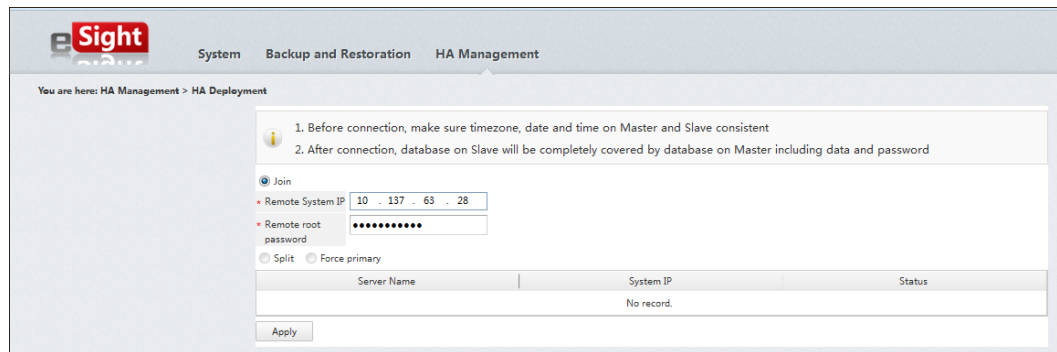 eSight
System Backup and Restoration HA Management
You are here: HA Management > HA Deployment
1. Before connection, make sure timezone, date and time on Master and Slave consistent
2. After connection, database on Slave will be completely covered by database on Master including data and password
Join
* Remote System IP 10 . 137 . 63 . 28
* Remote root
password
●●●●●●●●●●●
Split Force primary
Server Name System IP Status
No record.
Apply